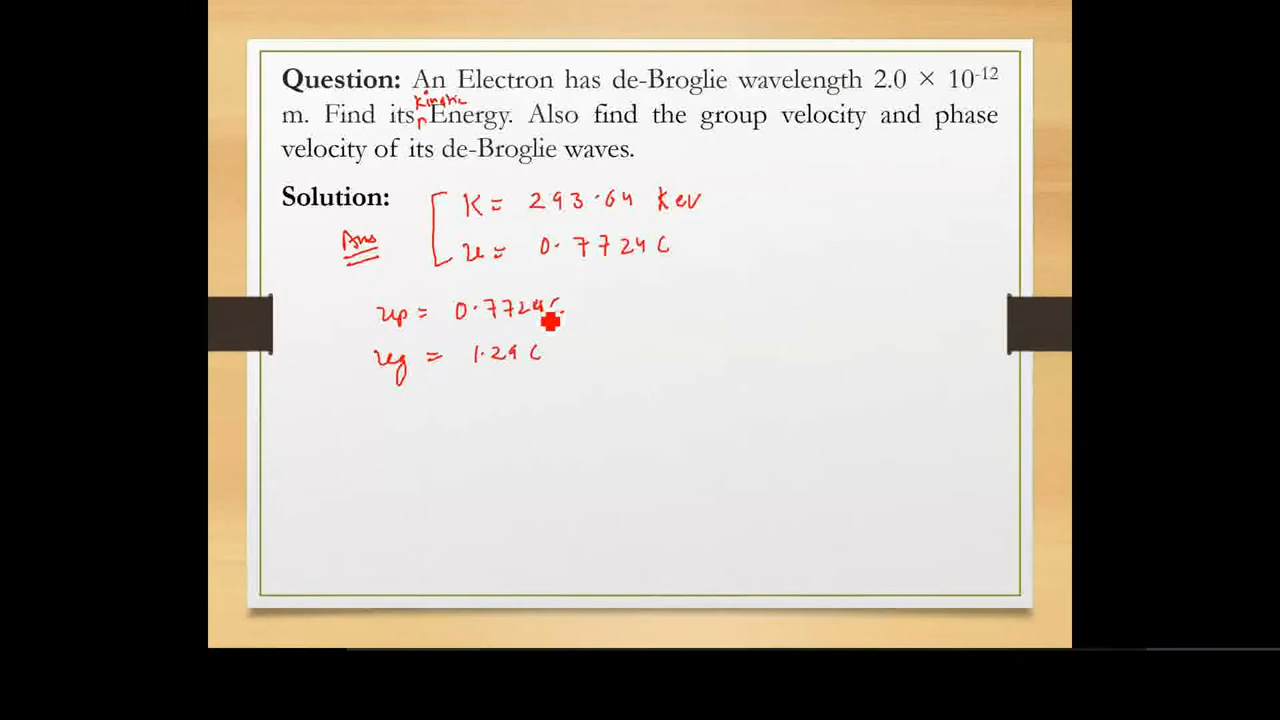 Question: An Electron has de-Broglie wavelength 2.0 × 10⁻¹²
kinetic
m. Find its Energy. Also find the group velocity and phase
velocity of its de-Broglie waves.
Solution: K = 293.64 KeV
Ans u = 0.7724 C
up = 0.7724 C
ug = 1.29 C